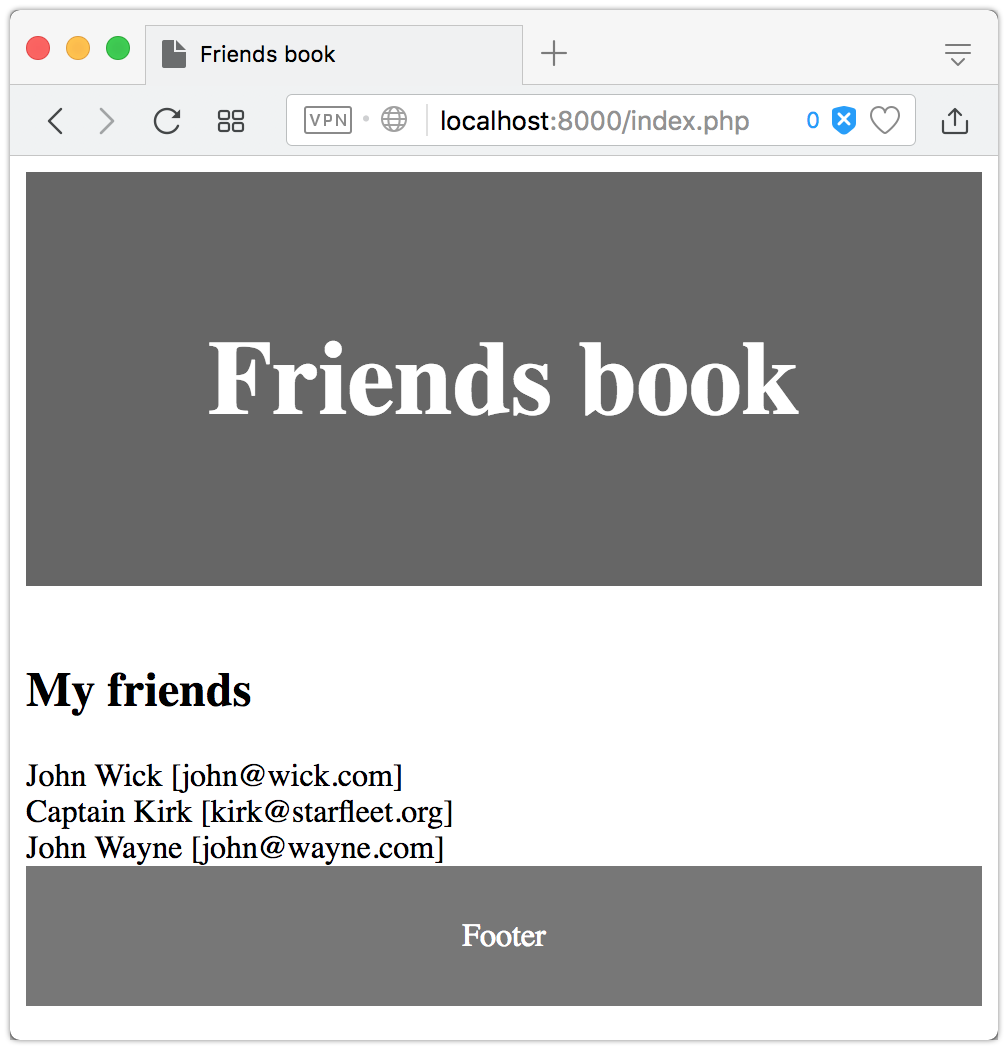 Friends book
VPN localhost:8000/index.php 0
Friends book
My friends
John Wick [john@wick.com]
Captain Kirk [kirk@starfleet.org]
John Wayne [john@wayne.com]
Footer